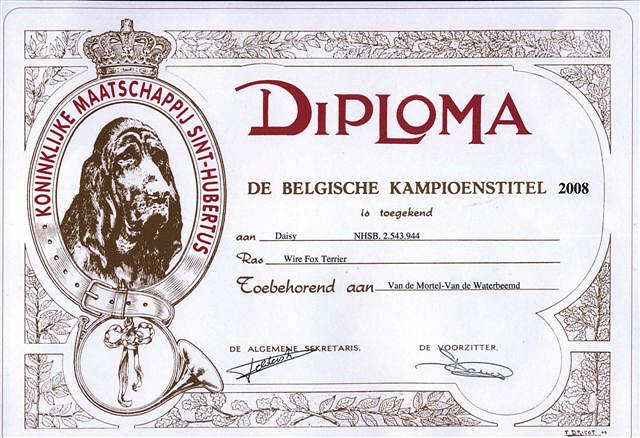 KONINKLIJKE MAATSCHAPPIJ SINT-HUBERTUS
DIPLOMA
DE BELGISCHE KAMPIOENSTITEL 2008
is toegekend
aan Daisy NHSB. 2.543.944
Ras Wire Fox Terrier
Toebehorend aan Van de Mortel-Van de Waterbeemd
DE ALGEMENE SEKRETARIS. DE VOORZITTER.